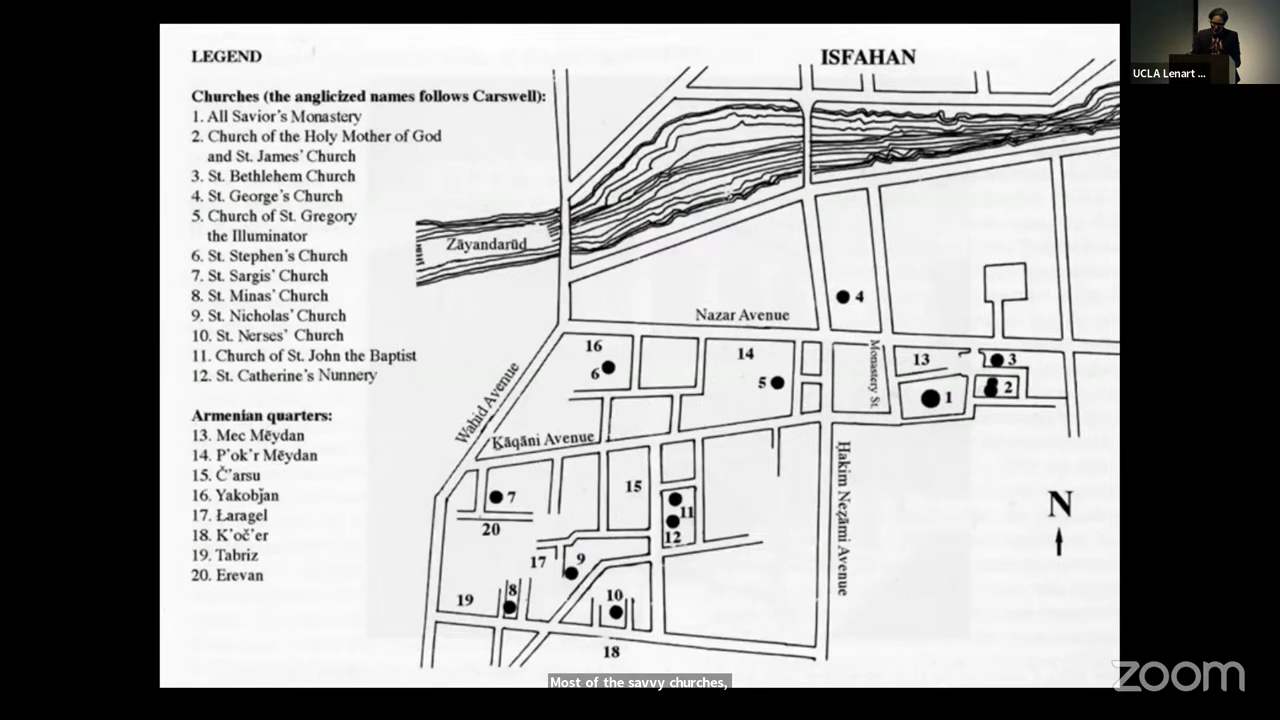 LEGEND
Churches (the anglicized names follows Carswell):
1. All Savior's Monastery
2. Church of the Holy Mother of God
and St. James' Church
3. St. Bethlehem Church
4. St. George's Church
5. Church of St. Gregory
the Illuminator
6. St. Stephen's Church
7. St. Sargis' Church
8. St. Minas' Church
9. St. Nicholas' Church
10. St. Nerses' Church
11. Church of St. John the Baptist
12. St. Catherine's Nunnery
Armenian quarters:
13. Mec Mēydan
14. P'ok'r Mēydan
15. Č'arsu
16. Yakobǰan
17. Łaragel
18. K'oč'er
19. Tabriz
20. Erevan
ISFAHAN
Zāyandarūd
4
Nazar Avenue
16
14
13
3
6
5
Monastery St.
1
2
Wahid Avenue
Ḵāqāni Avenue
Ḥakim Neẓāmi Avenue
7
15
11
20
12
17
9
8
19
10
18
N
UCLA Lenart ...
Most of the savvy churches,
zoom